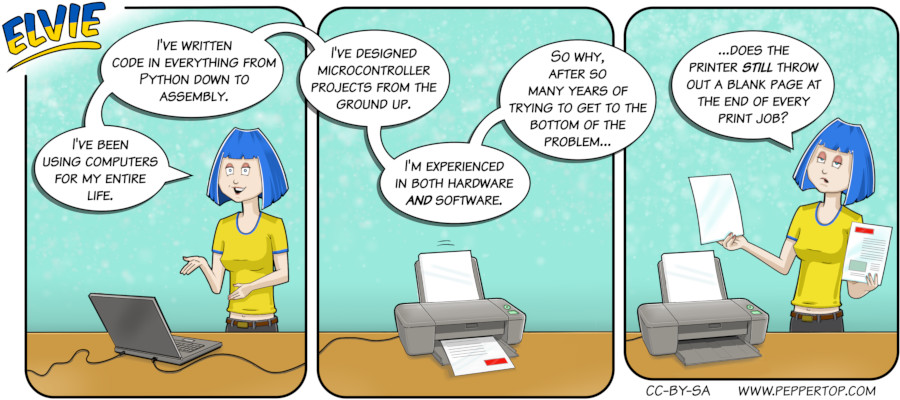 ELVIE
I'VE BEEN
USING COMPUTERS
FOR MY ENTIRE
LIFE.
I'VE WRITTEN
CODE IN EVERYTHING FROM
PYTHON DOWN TO
ASSEMBLY.
I'VE DESIGNED
MICROCONTROLLER
PROJECTS FROM THE
GROUND UP.
I'M EXPERIENCED
IN BOTH HARDWARE
AND SOFTWARE.
SO WHY,
AFTER SO
MANY YEARS OF
TRYING TO GET TO THE
BOTTOM OF THE
PROBLEM...
...DOES THE
PRINTER STILL THROW
OUT A BLANK PAGE AT
THE END OF EVERY
PRINT JOB?
CC-BY-SA WWW.PEPPERTOP.COM